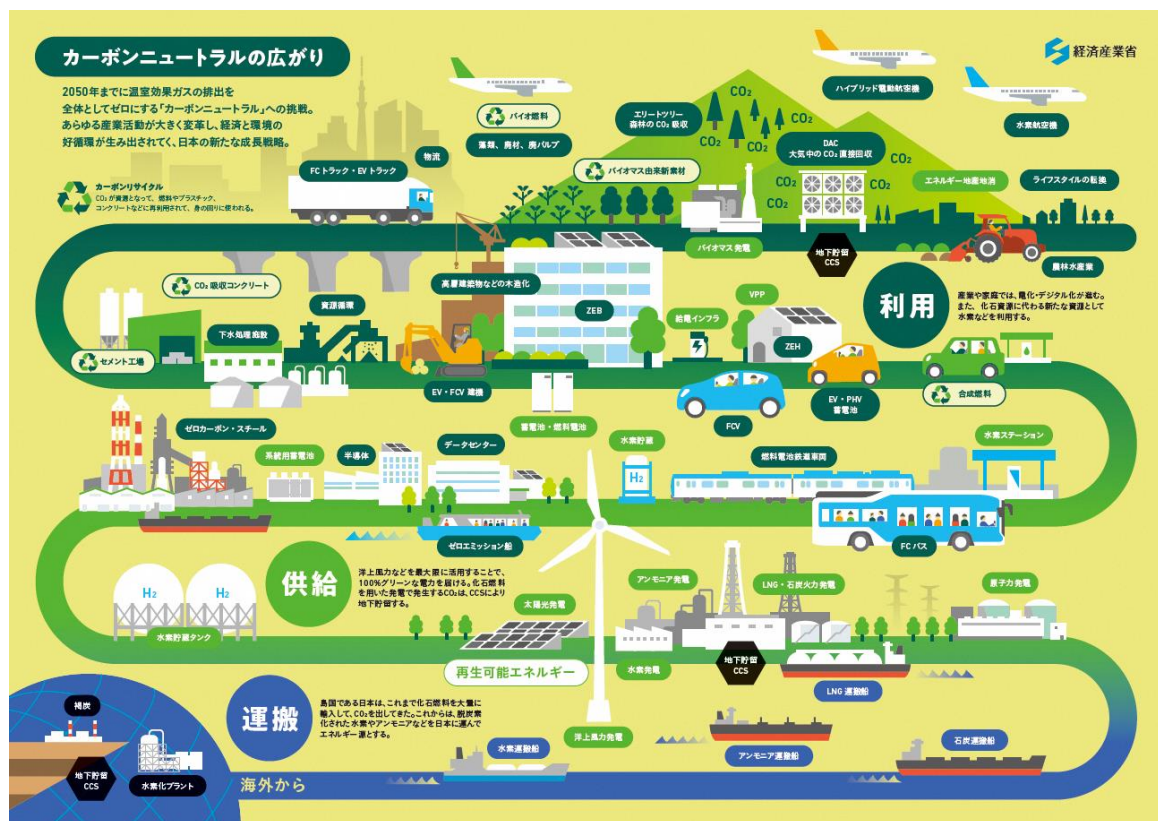 カーボンニュートラルの広がり
経済産業省
2050年までに温室効果ガスの排出を
全体としてゼロにする「カーボンニュートラル」への挑戦。
あらゆる産業活動が大きく変革し、経済と環境の
好循環が生み出されてく、日本の新たな成長戦略。
カーボンリサイクル
CO₂が資源となって、燃料やプラスチック、
コンクリートなどに再利用されて、身の回りに使われる。
FCトラック・EVトラック
物流
バイオ燃料
藻類、廃材、廃パルプ
エリートツリー
森林のCO₂吸収
CO₂
CO₂
CO₂
CO₂
CO₂
ハイブリッド電動航空機
水素航空機
バイオマス由来新素材
DAC
大気中のCO₂直接回収
CO₂
CO₂
CO₂
CO₂
エネルギー地産地消
ライフスタイルの転換
バイオマス発電
地下貯留
CCS
農林水産業
利用
産業や家庭では、電化・デジタル化が進む。
また、化石資源に代わる新たな資源として
水素などを利用する。
CO₂吸収コンクリート
資源循環
高層建築物などの木造化
ZEB
給電インフラ
VPP
ZEH
セメント工場
下水処理施設
EV・FCV 建機
蓄電池・燃料電池
FCV
EV・PHV
蓄電池
合成燃料
ゼロカーボン・スチール
系統用蓄電池
半導体
データセンター
水素貯蔵
H₂
燃料電池鉄道車両
水素ステーション
ゼロエミッション船
FCバス
供給
洋上風力などを最大限に活用することで、
100%グリーンな電力を届ける。化石燃料
を用いた発電で発生するCO₂は、CCSにより
地下貯留する。
H₂
H₂
水素貯蔵タンク
太陽光発電
再生可能エネルギー
アンモニア発電
LNG・石炭火力発電
原子力発電
水素発電
地下貯留
CCS
LNG 運搬船
運搬
島国である日本は、これまで化石燃料を大量に
輸入して、CO₂を出してきた。これからは、脱炭素
化された水素やアンモニアなどを日本に運んで
エネルギー源とする。
洋上風力発電
水素運搬船
アンモニア運搬船
石炭運搬船
褐炭
地下貯留
CCS
水素化プラント
海外から